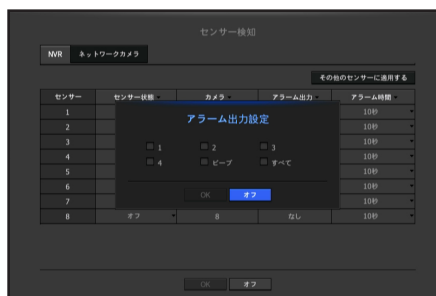 センサー検知
NVR ネットワークカメラ
その他のセンサーに適用する
センサー センサー状態 カメラ アラーム出力 アラーム時間
1 10秒
2 10秒
3 10秒
4 10秒
5 10秒
6 10秒
7 10秒
8 オフ 8 なし 10秒
アラーム出力設定
1 2 3
4 ビープ すべて
OK オフ
OK オフ